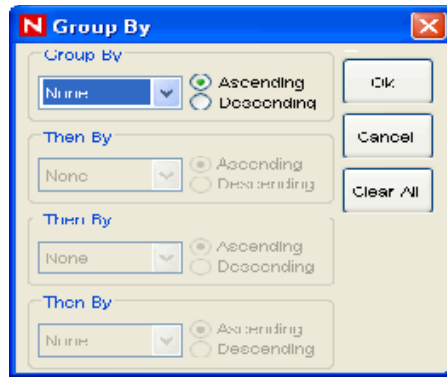 N Group By
Group By
None
Ascending
Descending
Ok
Cancel
Clear All
Then By
None
Ascending
Descending
Then By
None
Ascending
Descending
Then By
None
Ascending
Descending